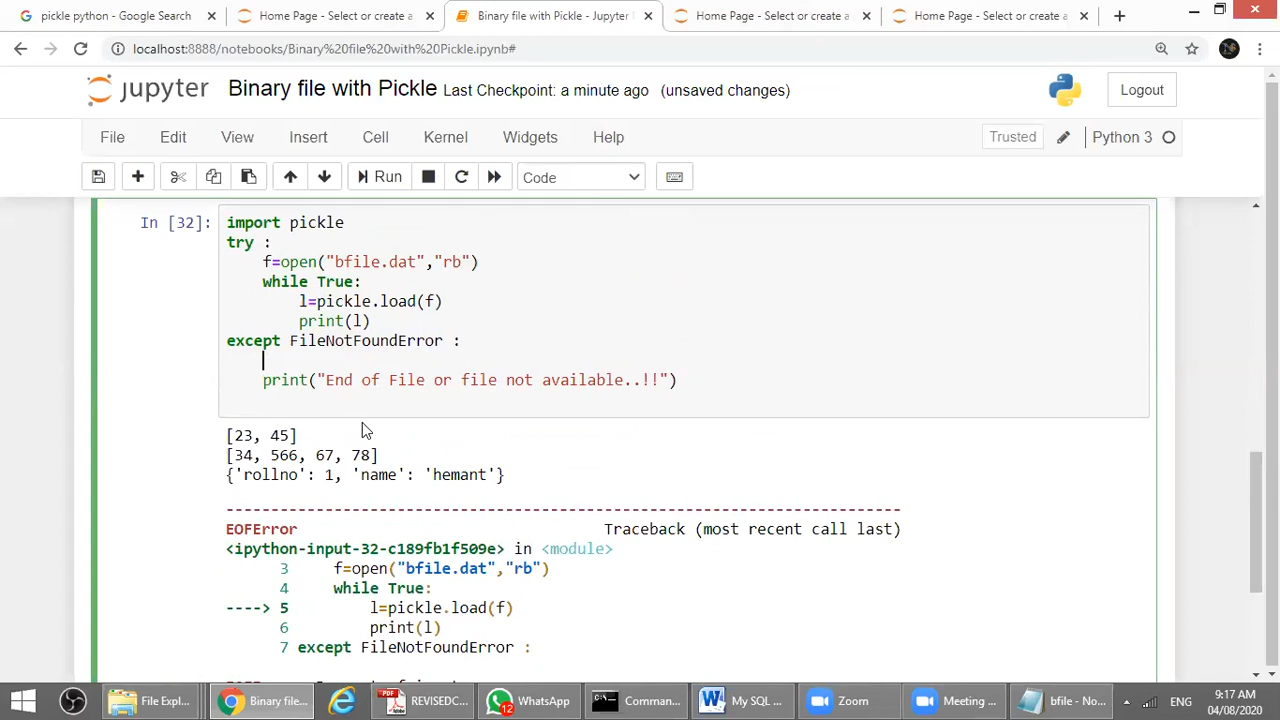 pickle python - Google Search
Home Page - Select or create a
Binary file with Pickle - Jupyter
Home Page - Select or create a
Home Page - Select or create a
localhost:8888/notebooks/Binary%20file%20with%20Pickle.ipynb#
jupyter Binary file with Pickle Last Checkpoint: a minute ago (unsaved changes)
Logout
File Edit View Insert Cell Kernel Widgets Help
Trusted
Python 3
Run
Code
In [32]:
import pickle
try :
    f=open("bfile.dat","rb")
    while True:
        l=pickle.load(f)
        print(l)
except FileNotFoundError :
    print("End of File or file not available..!!")
[23, 45]
[34, 566, 67, 78]
{'rollno': 1, 'name': 'hemant'}
---------------------------------------------------------------------------
EOFError Traceback (most recent call last)
<ipython-input-32-c189fb1f509e> in <module>
3 f=open("bfile.dat","rb")
4 while True:
----> 5 l=pickle.load(f)
6 print(l)
7 except FileNotFoundError :
File Expl...
Binary file...
REVISEDC...
12
WhatsApp
Comman...
My SQL ...
Zoom
Meeting ...
bfile - No...
ENG
9:17 AM
04/08/2020